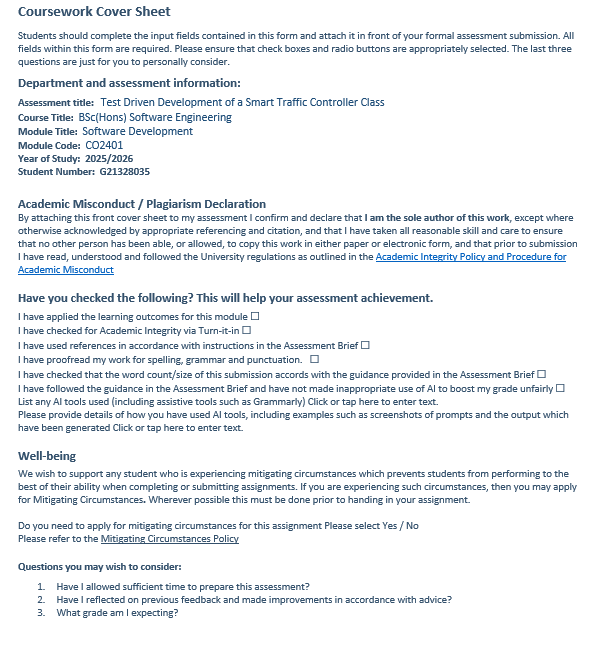 Coursework Cover Sheet
Students should complete the input fields contained in this form and attach it in front of your formal assessment submission. All
fields within this form are required. Please ensure that check boxes and radio buttons are appropriately selected. The last three
questions are just for you to personally consider.
Department and assessment information:
Assessment title: Test Driven Development of a Smart Traffic Controller Class
Course Title: BSc(Hons) Software Engineering
Module Title: Software Development
Module Code: CO2401
Year of Study: 2025/2026
Student Number: G21328035
Academic Misconduct / Plagiarism Declaration
By attaching this front cover sheet to my assessment I confirm and declare that I am the sole author of this work, except where
otherwise acknowledged by appropriate referencing and citation, and that I have taken all reasonable skill and care to ensure
that no other person has been able, or allowed, to copy this work in either paper or electronic form, and that prior to submission
I have read, understood and followed the University regulations as outlined in the Academic Integrity Policy and Procedure for
Academic Misconduct
Have you checked the following? This will help your assessment achievement.
I have applied the learning outcomes for this module ☐
I have checked for Academic Integrity via Turn-it-in ☐
I have used references in accordance with instructions in the Assessment Brief ☐
I have proofread my work for spelling, grammar and punctuation. ☐
I have checked that the word count/size of this submission accords with the guidance provided in the Assessment Brief ☐
I have followed the guidance in the Assessment Brief and have not made inappropriate use of AI to boost my grade unfairly ☐
List any AI tools used (including assistive tools such as Grammarly) Click or tap here to enter text.
Please provide details of how you have used AI tools, including examples such as screenshots of prompts and the output which
have been generated Click or tap here to enter text.
Well-being
We wish to support any student who is experiencing mitigating circumstances which prevents students from performing to the
best of their ability when completing or submitting assignments. If you are experiencing such circumstances, then you may apply
for Mitigating Circumstances. Wherever possible this must be done prior to handing in your assignment.
Do you need to apply for mitigating circumstances for this assignment Please select Yes / No
Please refer to the Mitigating Circumstances Policy
Questions you may wish to consider:
1. Have I allowed sufficient time to prepare this assessment?
2. Have I reflected on previous feedback and made improvements in accordance with advice?
3. What grade am I expecting?